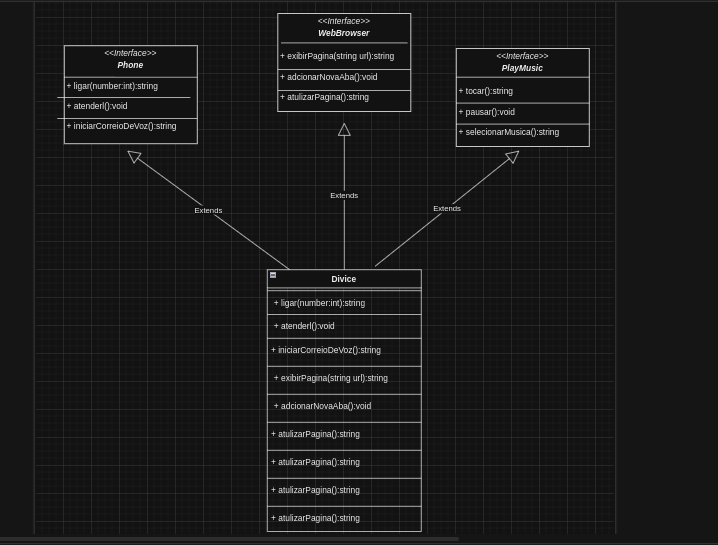 <<Interface>>
Phone
+ ligar(number:int):string
+ atenderl():void
+ iniciarCorreioDeVoz():string
<<Interface>>
WebBrowser
+ exibirPagina(string url):string
+ adcionarNovaAba():void
+ atulizarPagina():string
<<Interface>>
PlayMusic
+ tocar():string
+ pausar():void
+ selecionarMusica():string
Extends
Extends
Extends
Divice
+ ligar(number:int):string
+ atenderl():void
+ iniciarCorreioDeVoz():string
+ exibirPagina(string url):string
+ adcionarNovaAba():void
+ atulizarPagina():string
+ atulizarPagina():string
+ atulizarPagina():string
+ atulizarPagina():string